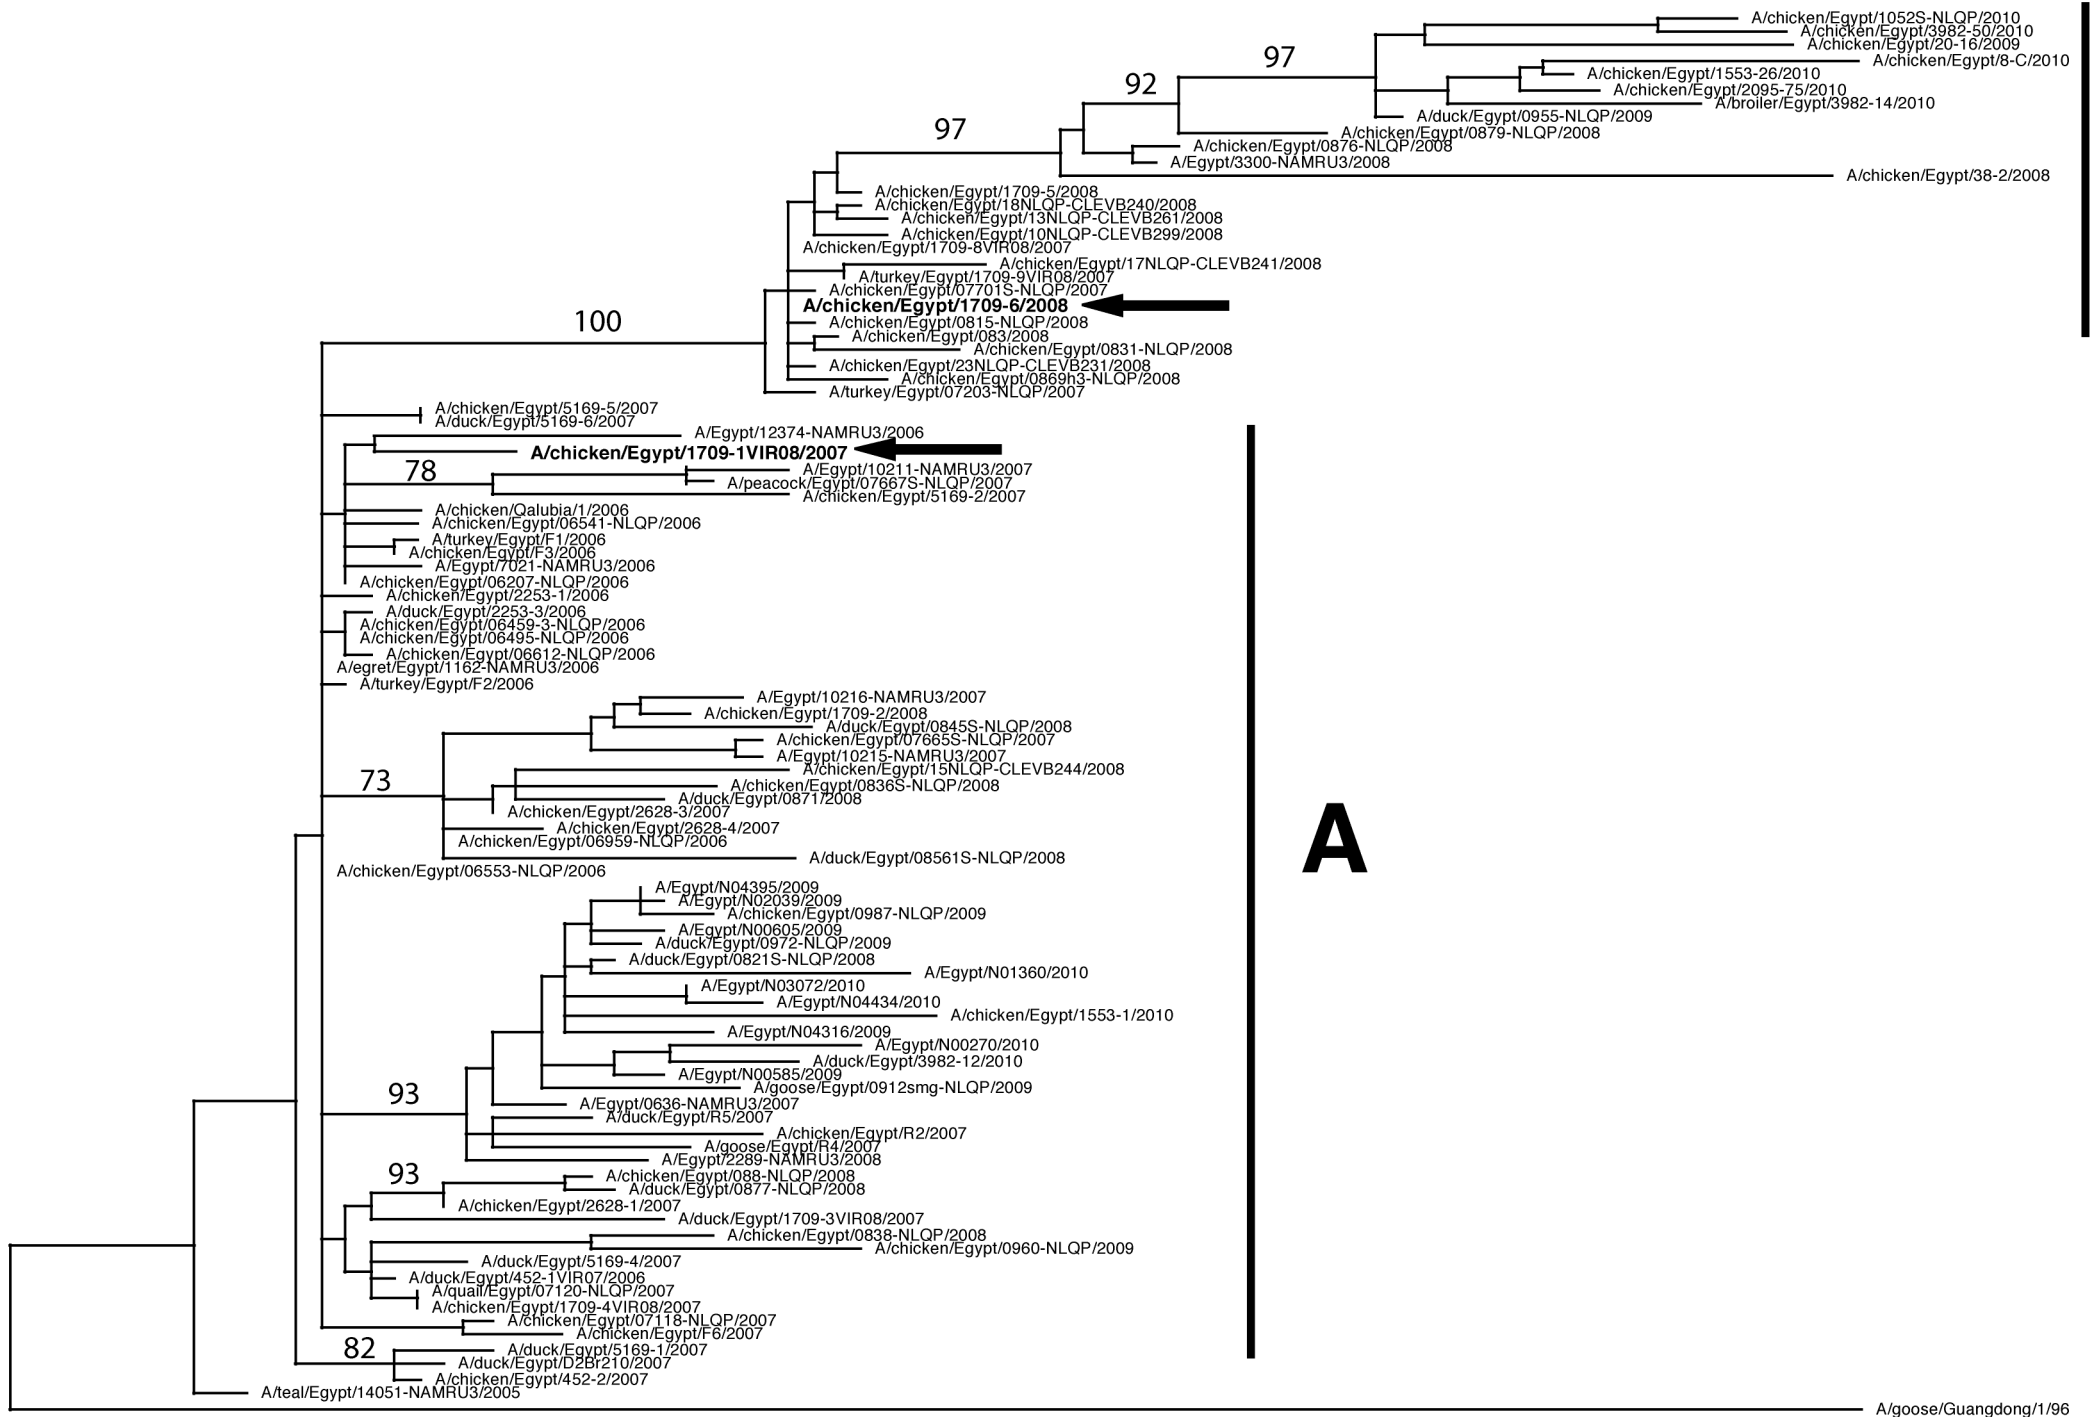 A/chicken/Egypt/1052S-NLQP/2010
A/chicken/Egypt/3982-50/2010
A/chicken/Egypt/20-16/2009
97
A/chicken/Egypt/8-C/2010
A/chicken/Egypt/1553-26/2010
92
A/chicken/Egypt/2095-75/2010
A/broiler/Egypt/3982-14/2010
A/duck/Egypt/0955-NLQP/2009
97
A/chicken/Egypt/0879-NLQP/2008
A/chicken/Egypt/0876-NLQP/2008
A/Egypt/3300-NAMRU3/2008
A/chicken/Egypt/38-2/2008
A/chicken/Egypt/1709-5/2008
A/chicken/Egypt/18NLQP-CLEVB240/2008
A/chicken/Egypt/13NLQP-CLEVB261/2008
A/chicken/Egypt/10NLQP-CLEVB299/2008
A/chicken/Egypt/1709-8VIR08/2007
A/chicken/Egypt/17NLQP-CLEVB241/2008
A/turkey/Egypt/1709-9VIR08/2007
A/chicken/Egypt/07701S-NLQP/2007
A/chicken/Egypt/1709-6/2008
100
A/chicken/Egypt/0815-NLQP/2008
A/chicken/Egypt/083/2008
A/chicken/Egypt/0831-NLQP/2008
A/chicken/Egypt/23NLQP-CLEVB231/2008
A/chicken/Egypt/0869h3-NLQP/2008
A/turkey/Egypt/07203-NLQP/2007
A/chicken/Egypt/5169-5/2007
A/duck/Egypt/5169-6/2007
A/Egypt/12374-NAMRU3/2006
A/chicken/Egypt/1709-1VIR08/2007
78
A/Egypt/10211-NAMRU3/2007
A/peacock/Egypt/07667S-NLQP/2007
A/chicken/Egypt/5169-2/2007
A/chicken/Qalubia/1/2006
A/chicken/Egypt/06541-NLQP/2006
A/turkey/Egypt/F1/2006
A/chicken/Egypt/F3/2006
A/Egypt/7021-NAMRU3/2006
A/chicken/Egypt/06207-NLQP/2006
A/chicken/Egypt/2253-1/2006
A/duck/Egypt/2253-3/2006
A/chicken/Egypt/06459-3-NLQP/2006
A/chicken/Egypt/06495-NLQP/2006
A/chicken/Egypt/06612-NLQP/2006
A/egret/Egypt/1162-NAMRU3/2006
A/turkey/Egypt/F2/2006
A/Egypt/10216-NAMRU3/2007
A/chicken/Egypt/1709-2/2008
A/duck/Egypt/0845S-NLQP/2008
A/chicken/Egypt/07665S-NLQP/2007
A/Egypt/10215-NAMRU3/2007
A/chicken/Egypt/15NLQP-CLEVB244/2008
73
A/chicken/Egypt/0836S-NLQP/2008
A/duck/Egypt/0871/2008
A/chicken/Egypt/2628-3/2007
A/chicken/Egypt/2628-4/2007
A/chicken/Egypt/06959-NLQP/2006
A
A/duck/Egypt/08561S-NLQP/2008
A/chicken/Egypt/06553-NLQP/2006
A/Egypt/N04395/2009
A/Egypt/N02039/2009
A/chicken/Egypt/0987-NLQP/2009
A/Egypt/N00605/2009
A/duck/Egypt/0972-NLQP/2009
A/duck/Egypt/0821S-NLQP/2008
A/Egypt/N01360/2010
A/Egypt/N03072/2010
A/Egypt/N04434/2010
A/chicken/Egypt/1553-1/2010
A/Egypt/N04316/2009
A/Egypt/N00270/2010
A/duck/Egypt/3982-12/2010
A/Egypt/N00585/2009
A/goose/Egypt/0912smg-NLQP/2009
93
A/Egypt/0636-NAMRU3/2007
A/duck/Egypt/R5/2007
A/chicken/Egypt/R2/2007
A/goose/Egypt/R4/2007
A/Egypt/2289-NAMRU3/2008
93
A/chicken/Egypt/088-NLQP/2008
A/duck/Egypt/0877-NLQP/2008
A/chicken/Egypt/2628-1/2007
A/duck/Egypt/1709-3VIR08/2007
A/chicken/Egypt/0838-NLQP/2008
A/chicken/Egypt/0960-NLQP/2009
A/duck/Egypt/5169-4/2007
A/duck/Egypt/452-1VIR07/2006
A/quail/Egypt/07120-NLQP/2007
A/chicken/Egypt/1709-4VIR08/2007
A/chicken/Egypt/07118-NLQP/2007
A/chicken/Egypt/F6/2007
82
A/duck/Egypt/5169-1/2007
A/duck/Egypt/D2Br210/2007
A/chicken/Egypt/452-2/2007
A/teal/Egypt/14051-NAMRU3/2005
A/goose/Guangdong/1/96